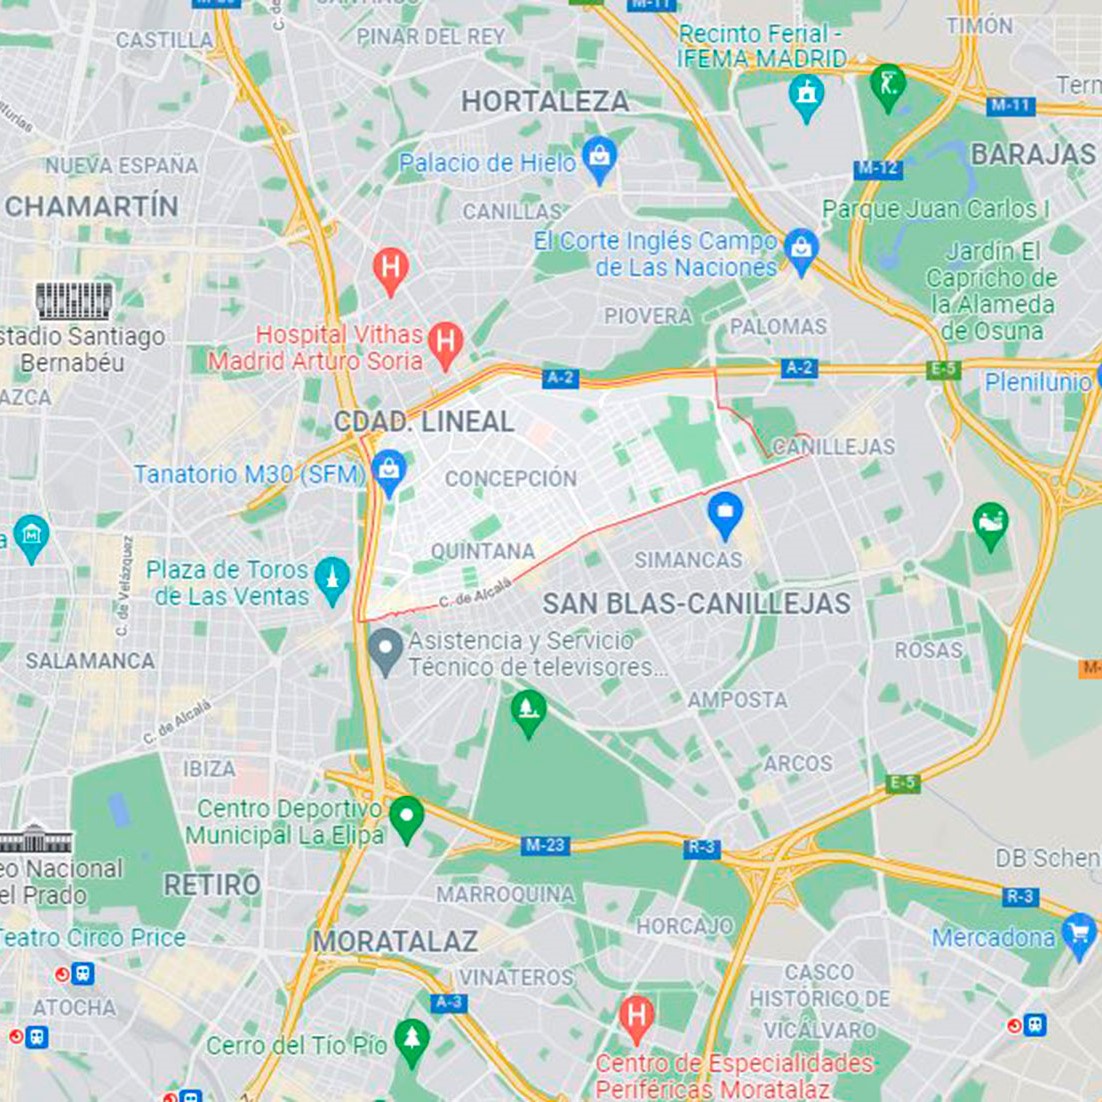 M-11
SANTIAGO
TIMÓN
CASTILLA
PINAR DEL REY
Recinto Ferial -
IFEMA MADRID
HORTALEZA
M-11
Palacio de Hielo
BARAJAS
NUEVA ESPAÑA
M-12
CHAMARTÍN
CANILLAS
Parque Juan Carlos I
El Corte Inglés Campo
de Las Naciones
Jardín El
Capricho de
la Alameda
de Osuna
PIOVERA
PALOMAS
stadio Santiago
Bernabéu
Hospital Vithas
Madrid Arturo Soria
A-2
A-2
E-5
Plenilunio
AZCA
CDAD. LINEAL
CANILLEJAS
Tanatorio M30 (SFM)
CONCEPCIÓN
QUINTANA
SIMANCAS
a
C. de Velázquez
Plaza de Toros
de Las Ventas
C. de Alcalá
SAN BLAS-CANILLEJAS
Asistencia y Servicio
Técnico de televisores...
ROSAS
SALAMANCA
M-
AMPOSTA
C. de Alcalá
IBIZA
ARCOS
E-5
Centro Deportivo
Municipal La Elipa
M-23
R-3
eo Nacional
el Prado
DB Schen
RETIRO
MARROQUINA
R-3
HORCAJO
Teatro Circo Price
MORATALAZ
Mercadona
VINATEROS
CASCO
HISTÓRICO DE
VICÁLVARO
ATOCHA
A-3
Cerro del Tío Pío
Centro de Especialidades
Periféricas Moratalaz